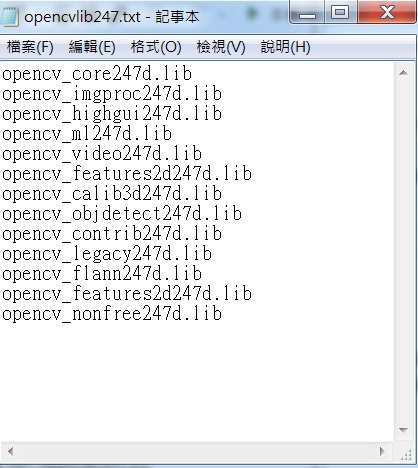 opencvlib247.txt - 記事本
檔案(F) 編輯(E) 格式(O) 檢視(V) 說明(H)
opencv_core247d.lib
opencv_imgproc247d.lib
opencv_highgui247d.lib
opencv_ml247d.lib
opencv_video247d.lib
opencv_features2d247d.lib
opencv_calib3d247d.lib
opencv_objdetect247d.lib
opencv_contrib247d.lib
opencv_legacy247d.lib
opencv_flann247d.lib
opencv_features2d247d.lib
opencv_nonfree247d.lib